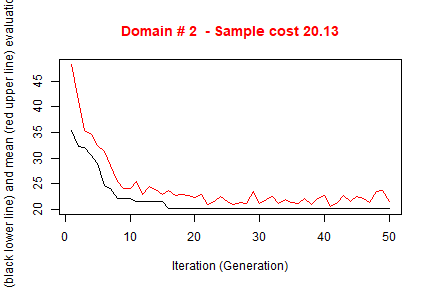 Domain # 2 - Sample cost 20.13
(black lower line) and mean (red upper line) evaluatio
45
40
35
30
25
20
0 10 20 30 40 50
Iteration (Generation)